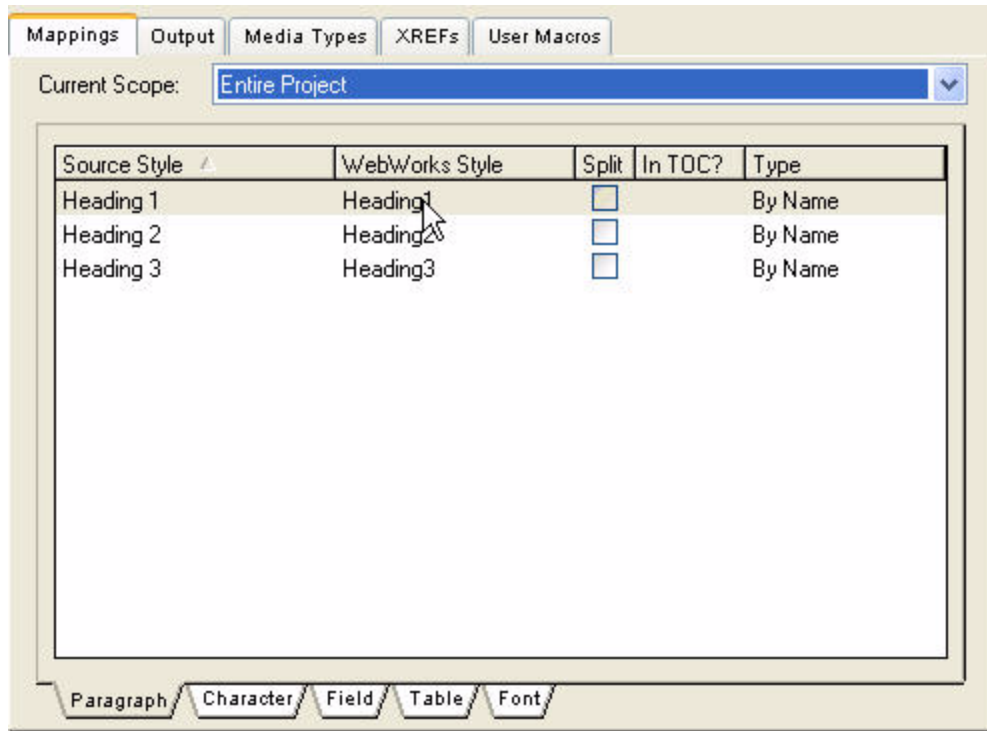 Mappings Output Media Types XREFs User Macros
Current Scope: Entire Project
Source Style WebWorks Style Split In TOC? Type
Heading 1 Heading1 By Name
Heading 2 Heading2 By Name
Heading 3 Heading3 By Name
Paragraph Character Field Table Font